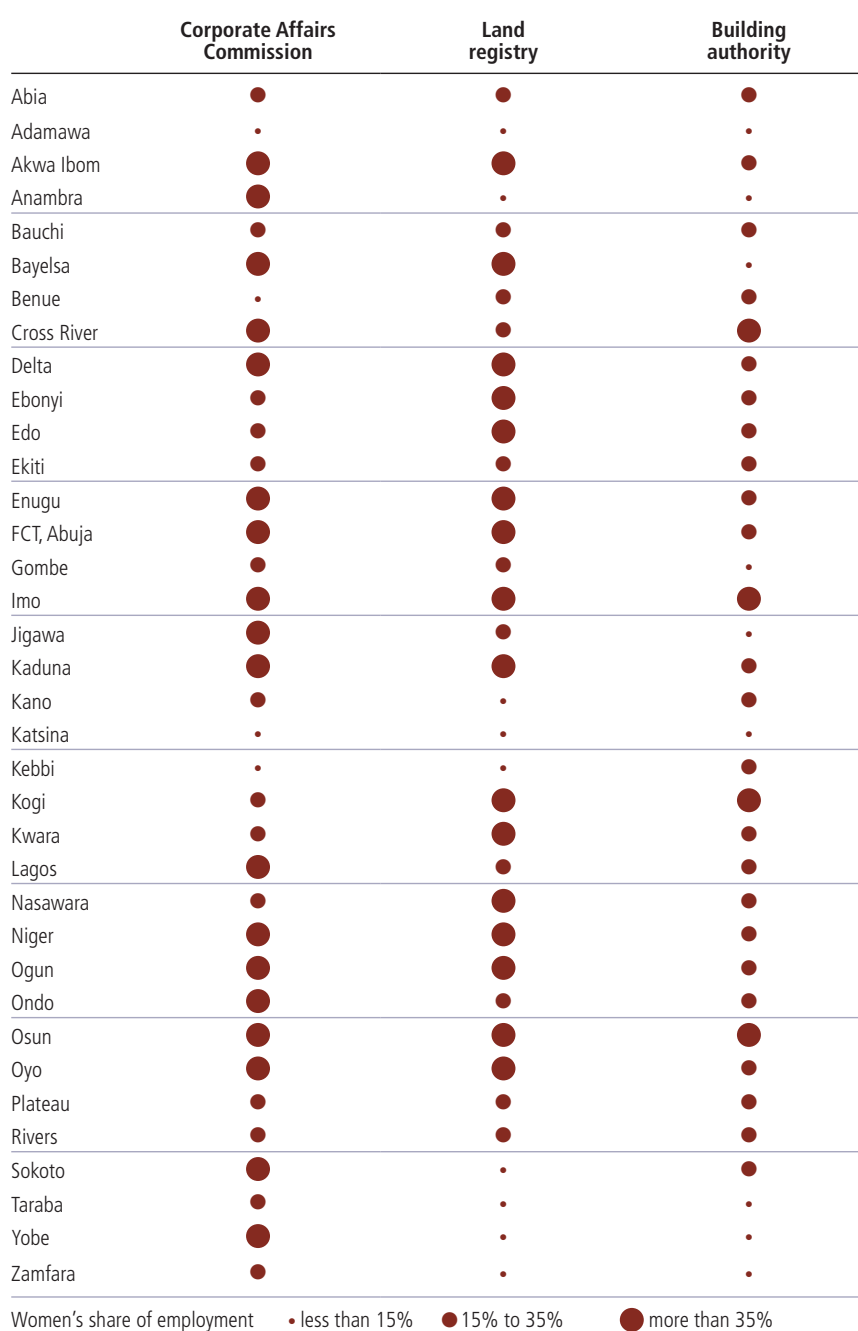 Corporate Affairs Commission
Land registry
Building authority
Abia
Adamawa
Akwa Ibom
Anambra
Bauchi
Bayelsa
Benue
Cross River
Delta
Ebonyi
Edo
Ekiti
Enugu
FCT, Abuja
Gombe
Imo
Jigawa
Kaduna
Kano
Katsina
Kebbi
Kogi
Kwara
Lagos
Nasawara
Niger
Ogun
Ondo
Osun
Oyo
Plateau
Rivers
Sokoto
Taraba
Yobe
Zamfara
Women's share of employment less than 15% 15% to 35% more than 35%